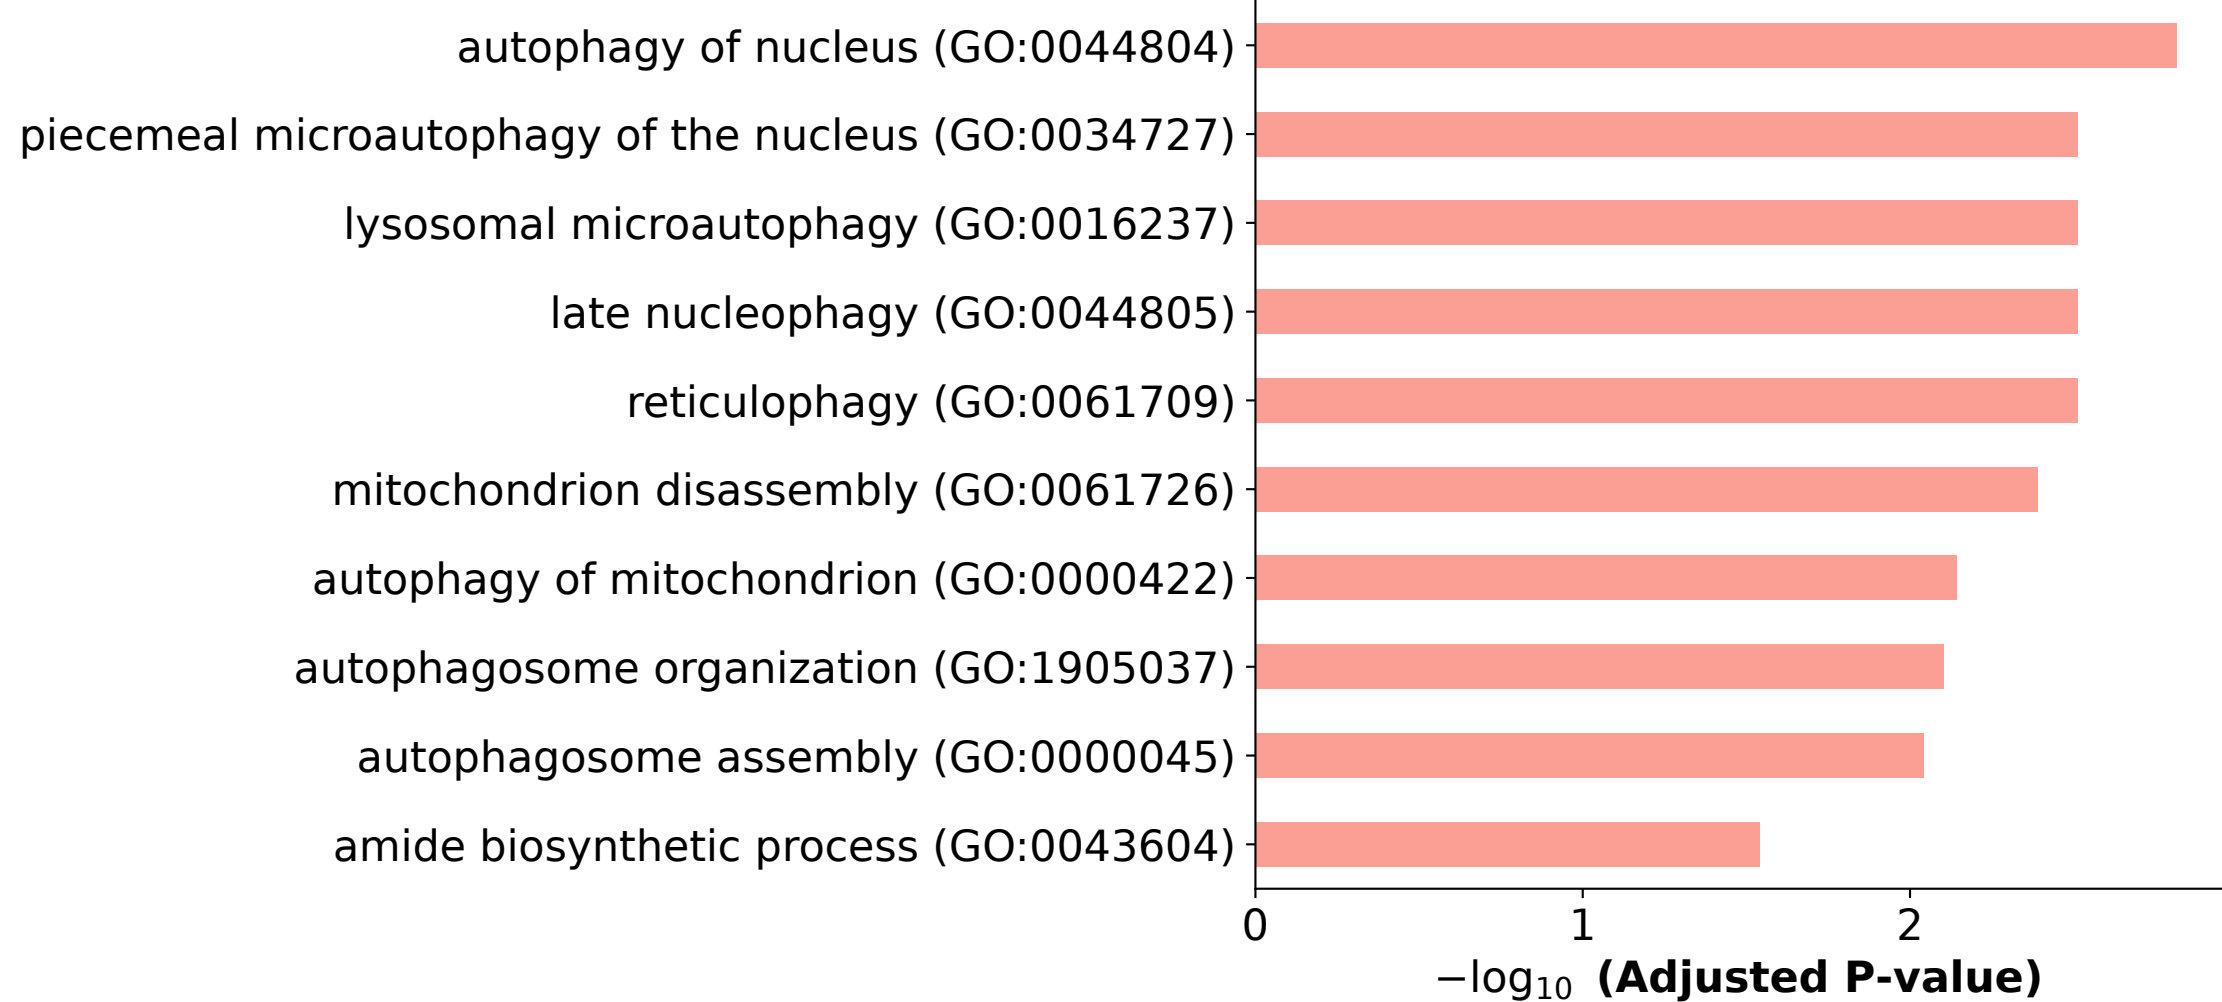 autophagy of nucleus (GO:0044804)
piecemeal microautophagy of the nucleus (GO:0034727)
lysosomal microautophagy (GO:0016237)
late nucleophagy (GO:0044805)
reticulophagy (GO:0061709)
mitochondrion disassembly (GO:0061726)
autophagy of mitochondrion (GO:0000422)
autophagosome organization (GO:1905037)
autophagosome assembly (GO:0000045)
amide biosynthetic process (GO:0043604)
0 1 2
−log₁₀ (Adjusted P-value)